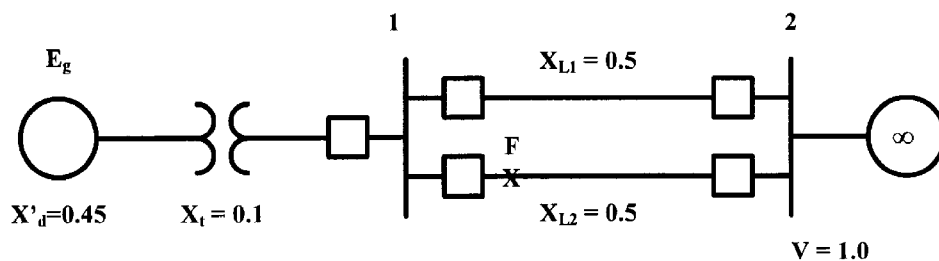 1
2
E_g
X_L1 = 0.5
F
X
∞
X'_d=0.45
X_t = 0.1
X_L2 = 0.5
V = 1.0